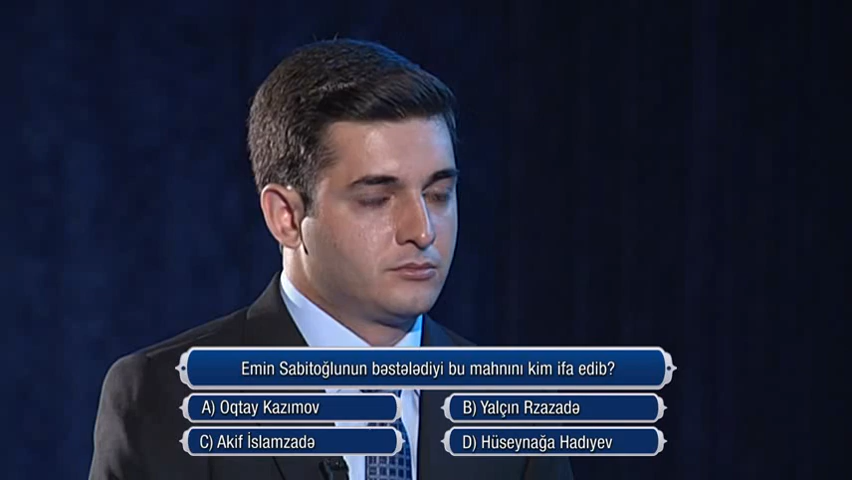 Emin Sabitoğlunun bəstələdiyi bu mahnını kim ifa edib?
A) Oqtay Kazımov
B) Yalçın Rzazadə
C) Akif İslamzadə
D) Hüseynağa Hadıyev